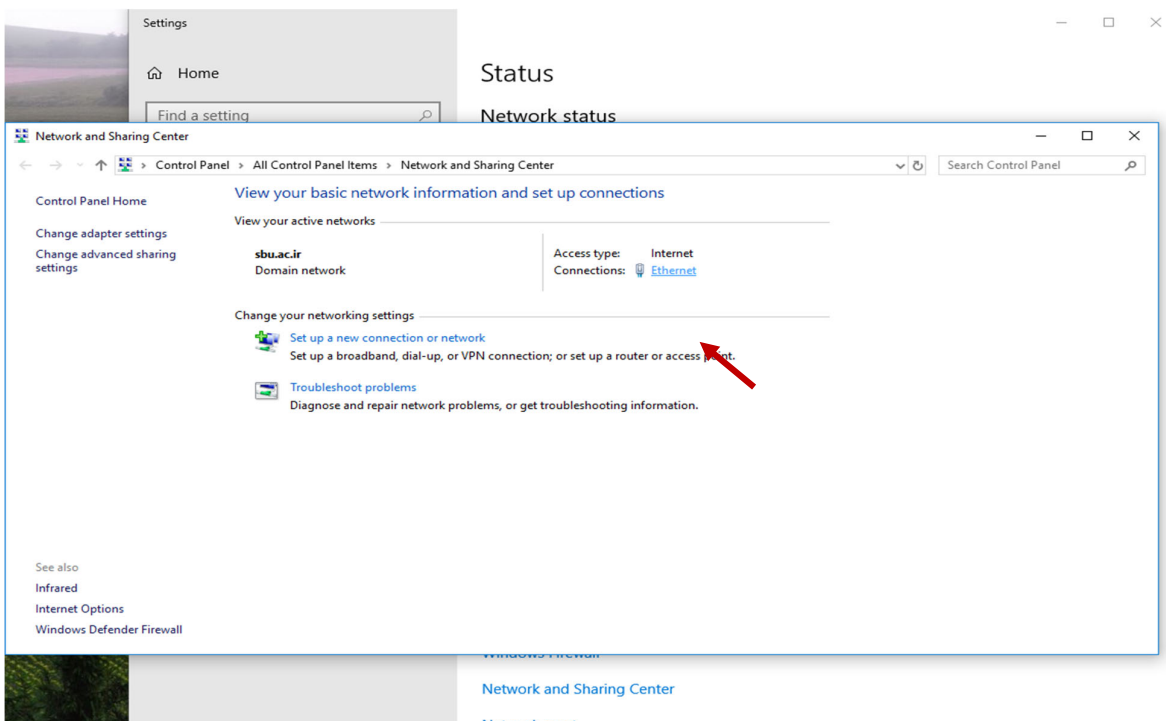 Settings
Home
Find a setting
Status
Network status
Network and Sharing Center
Control Panel > All Control Panel Items > Network and Sharing Center
Search Control Panel
Control Panel Home
Change adapter settings
Change advanced sharing
settings
View your basic network information and set up connections
View your active networks
sbu.ac.ir
Domain network
Access type: Internet
Connections: Ethernet
Change your networking settings
Set up a new connection or network
Set up a broadband, dial-up, or VPN connection; or set up a router or access point.
Troubleshoot problems
Diagnose and repair network problems, or get troubleshooting information.
See also
Infrared
Internet Options
Windows Defender Firewall
Windows Firewall
Network and Sharing Center